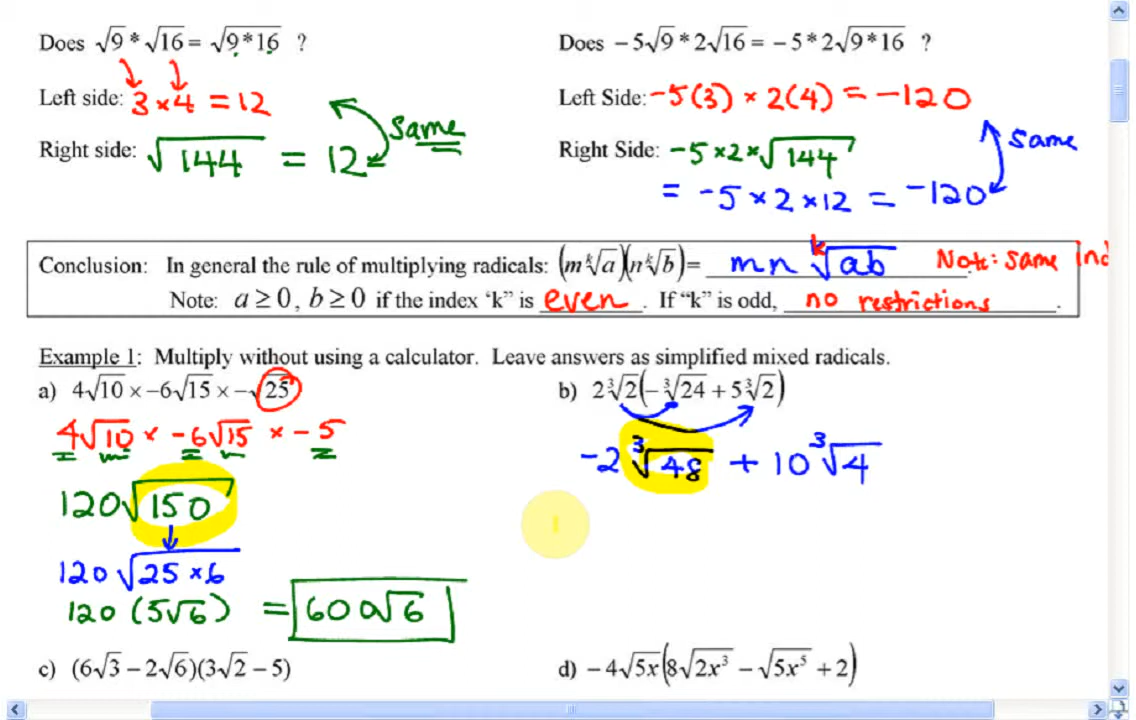 Does √9 * √16 = √9*16 ?
Left side: 3 × 4 = 12
Right side: √144 = 12
same
Does −5√9 * 2√16 = −5 * 2√9*16 ?
Left Side: −5(3) × 2(4) = −120
Right Side: −5×2×√144
= −5 × 2 × 12 = −120
same
Conclusion: In general the rule of multiplying radicals: (m ᵏ√a)(n ᵏ√b) = mn ᵏ√ab Note: same ind
Note: a ≥ 0, b ≥ 0 if the index ‘k” is even. If “k” is odd, no restrictions.
Example 1: Multiply without using a calculator. Leave answers as simplified mixed radicals.
a) 4√10 × −6√15 × −√25
4√10 × −6√15 × −5
120√150
120√25×6
120 (5√6) = 600√6
b) 2∛2(−∛24 + 5∛2)
−2∛48 + 10∛4
c) (6√3 − 2√6)(3√2 − 5)
d) −4√5x(8√2x³ − √5x⁵ + 2)